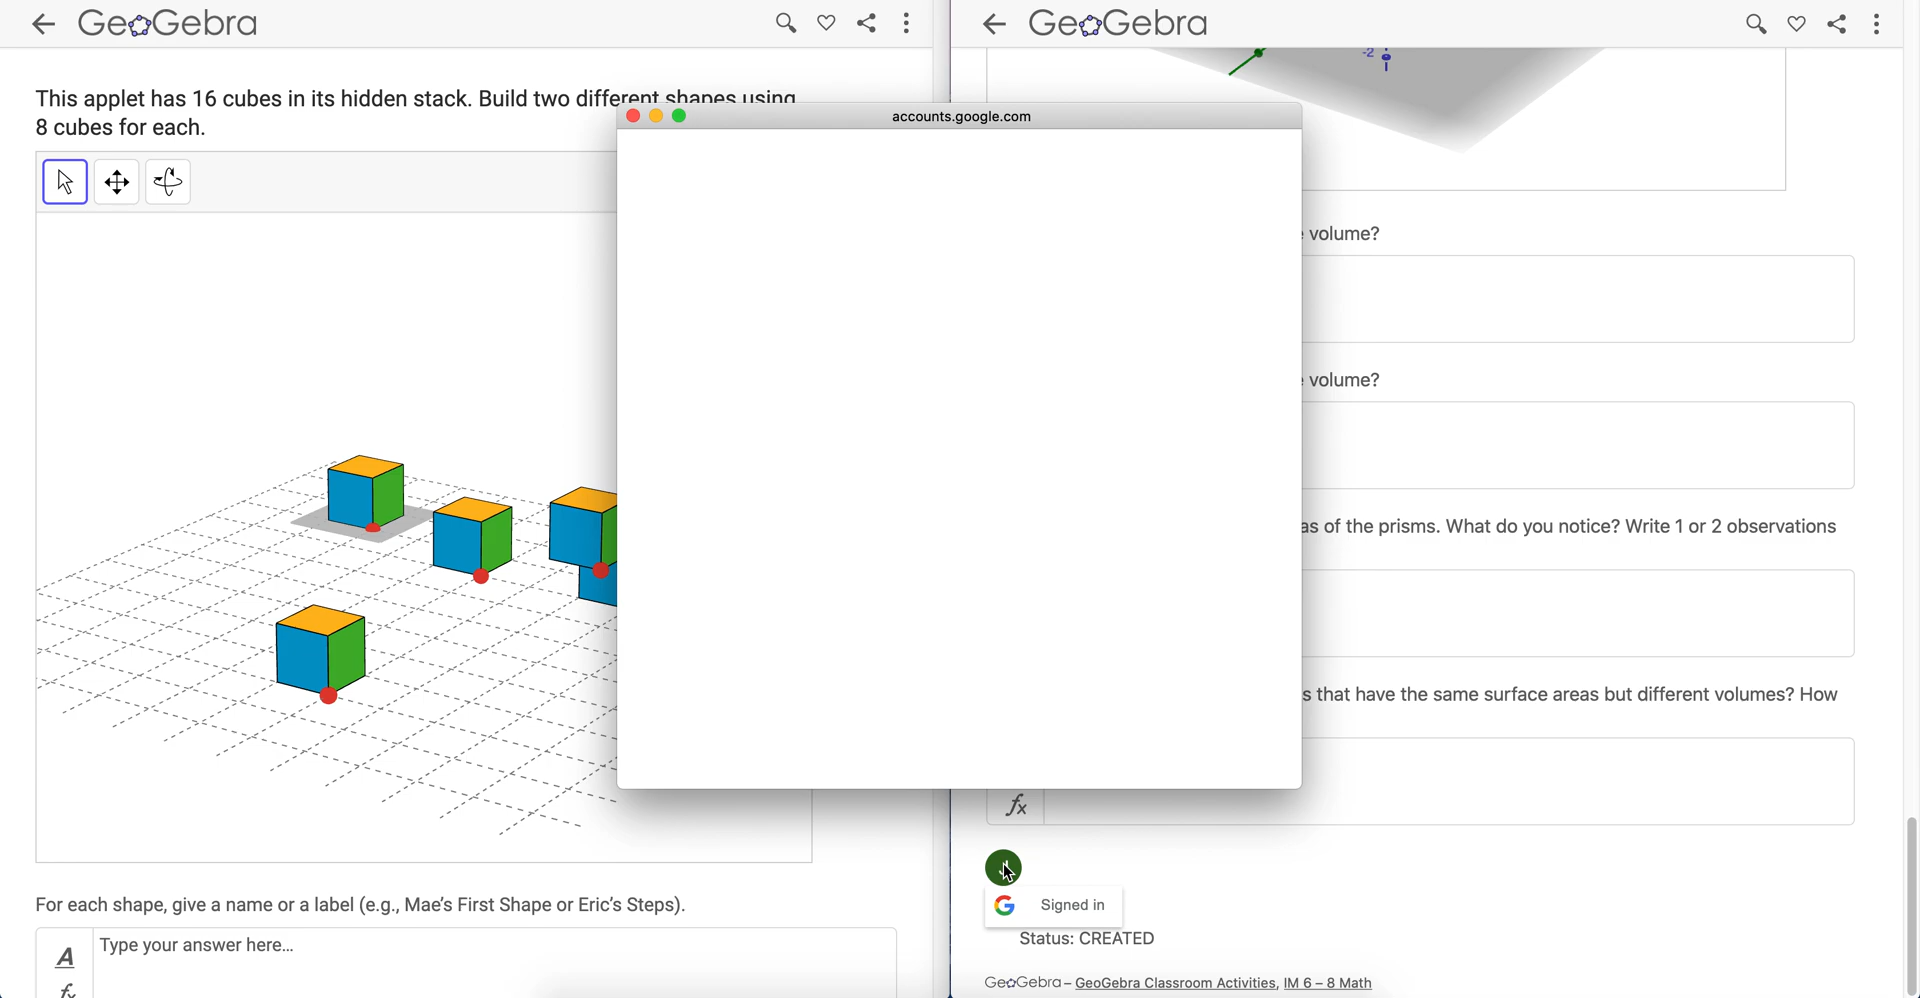 GeoGebra
This applet has 16 cubes in its hidden stack. Build two different shapes using
8 cubes for each.
For each shape, give a name or a label (e.g., Mae's First Shape or Eric's Steps).
A
Type your answer here...
fx
accounts.google.com
GeoGebra
-2
volume?
volume?
as of the prisms. What do you notice? Write 1 or 2 observations
s that have the same surface areas but different volumes? How
fx
Signed in
Status: CREATED
GeoGebra – GeoGebra Classroom Activities, IM 6 – 8 Math